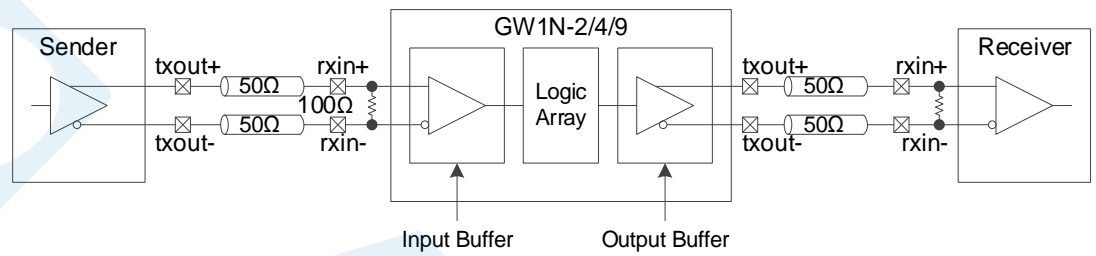 GW1N-2/4/9
Sender
Receiver
txout+
rxin+
txout+
rxin+
50Ω
50Ω
100Ω
Logic
Array
50Ω
50Ω
txout-
rxin-
txout-
rxin-
Input Buffer
Output Buffer